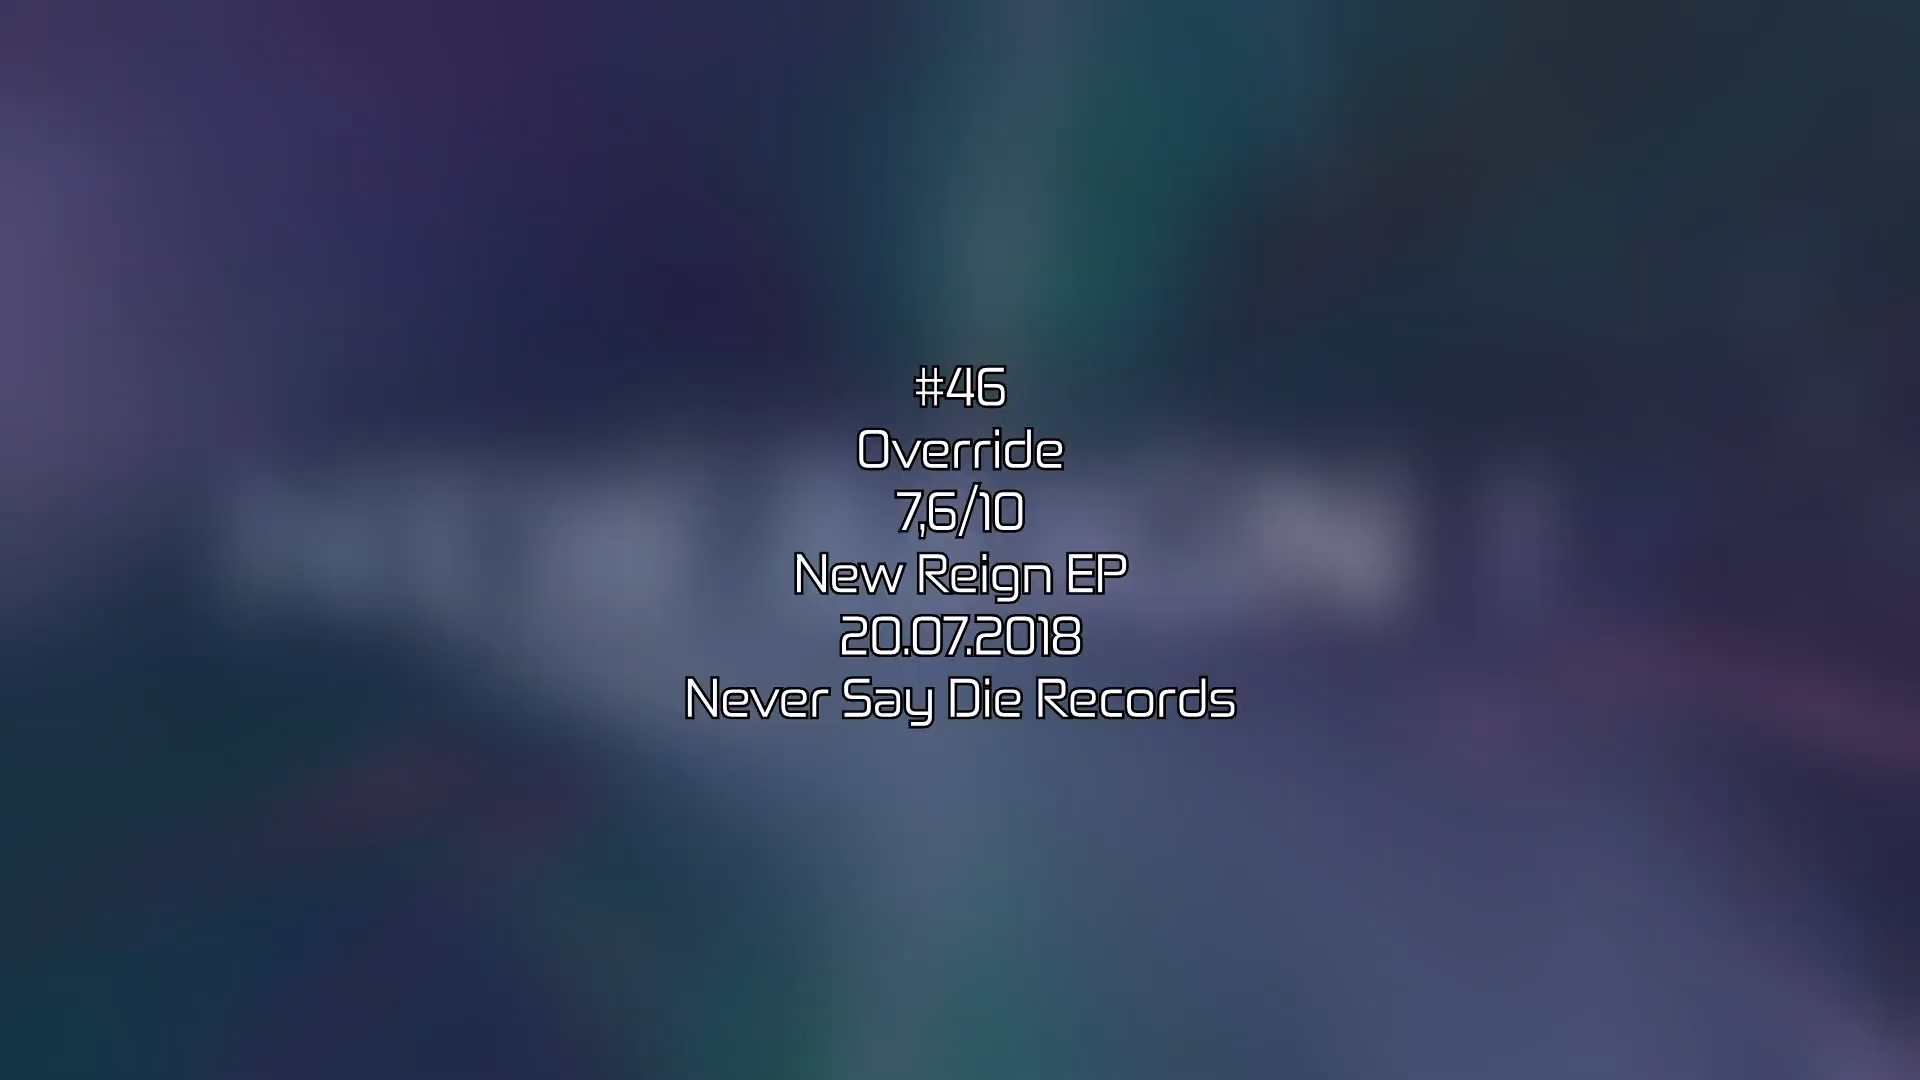 #46
Override
7,6/10
New Reign EP
20.07.2018
Never Say Die Records